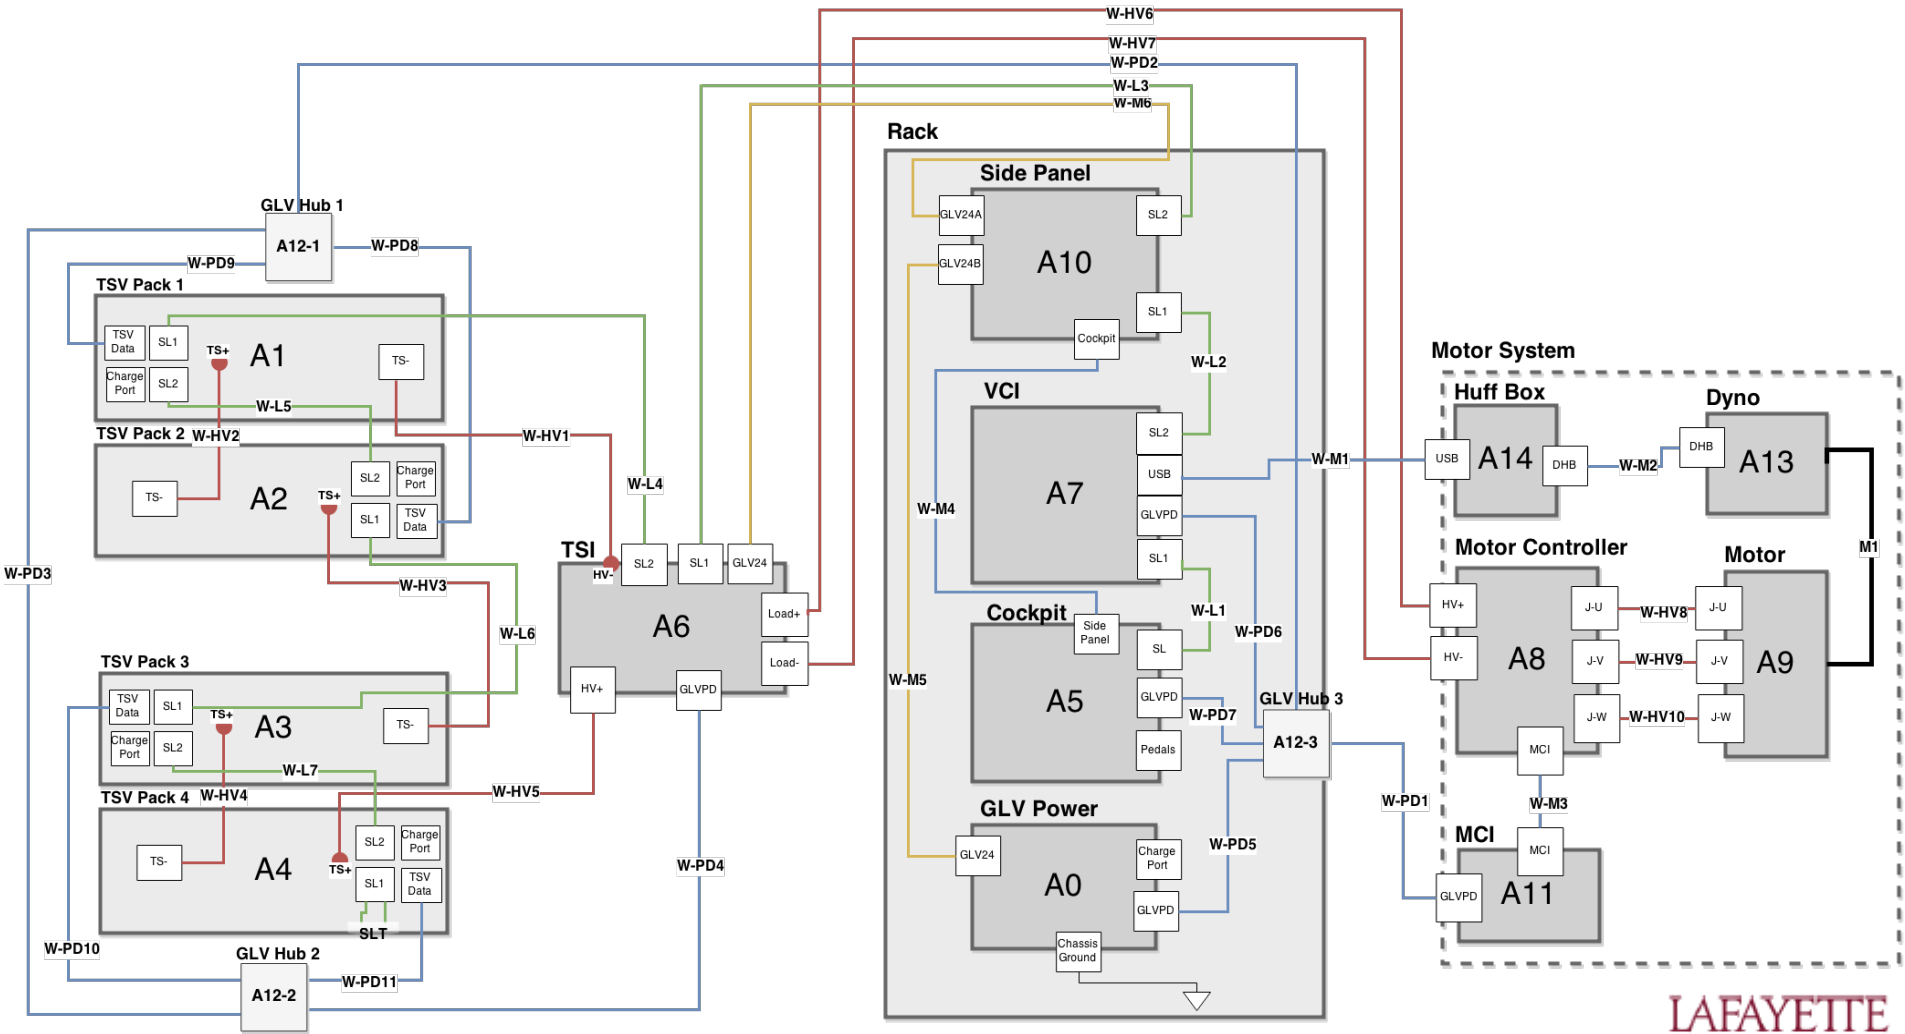 W-HV6
W-HV7
W-PD2
W-L3
W-M6
Rack
Side Panel
GLV24A
SL2
GLV24B
A10
SL1
Cockpit
W-L2
GLV Hub 1
A12-1
W-PD8
W-PD9
TSV Pack 1
TSV
Data
SL1
TS+
A1
TS-
Charge
Port
SL2
W-L5
TSV Pack 2
W-HV2
W-HV1
SL2
Charge
Port
TS-
A2
TS+
SL1
TSV
Data
W-L4
W-PD3
W-HV3
W-L6
TSI
HV-
SL2
SL1
GLV24
A6
Load+
Load-
HV+
GLVPD
TSV Pack 3
TSV
Data
SL1
TS+
A3
TS-
Charge
Port
SL2
W-L7
TSV Pack 4
W-HV4
W-HV5
SL2
Charge
Port
TS-
A4
TS+
SL1
TSV
Data
SLT
W-PD4
W-PD10
GLV Hub 2
A12-2
W-PD11
VCI
SL2
USB
A7
GLVPD
SL1
W-M4
W-M1
W-L1
W-PD6
Cockpit
Side
Panel
SL
A5
GLVPD
Pedals
W-M5
W-PD7
GLV Hub 3
A12-3
GLV Power
GLV24
A0
Charge
Port
GLVPD
Chassis
Ground
W-PD5
W-PD1
Motor System
Huff Box
USB
A14
DHB
W-M2
Dyno
DHB
A13
M1
Motor Controller
HV+
HV-
A8
J-U
J-V
J-W
MCI
W-HV8
W-HV9
W-HV10
Motor
J-U
J-V
J-W
A9
W-M3
MCI
MCI
GLVPD
A11
LAFAYETTE